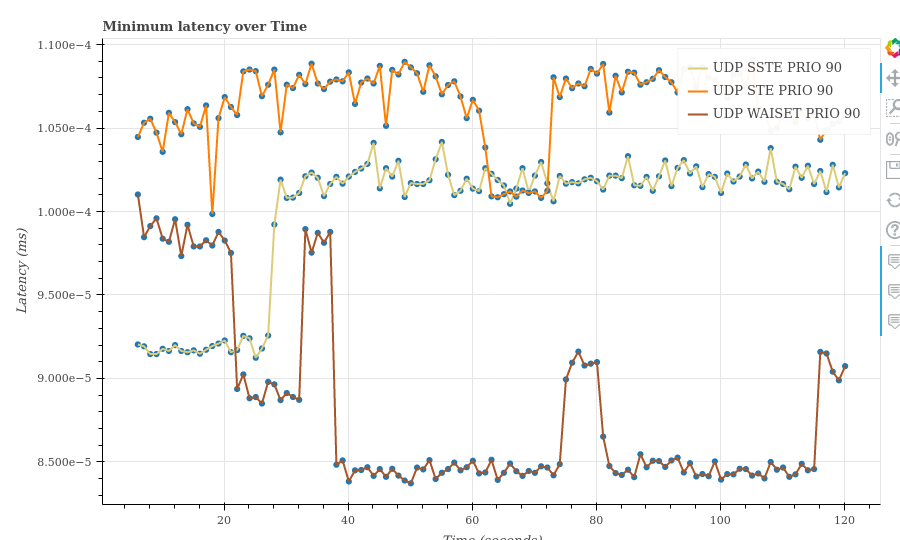 Minimum latency over Time
1.100e−4
1.050e−4
1.000e−4
9.500e−5
9.000e−5
8.500e−5
Latency (ms)
UDP SSTE PRIO 90
UDP STE PRIO 90
UDP WAISET PRIO 90
20
40
60
80
100
120
Time (seconds)